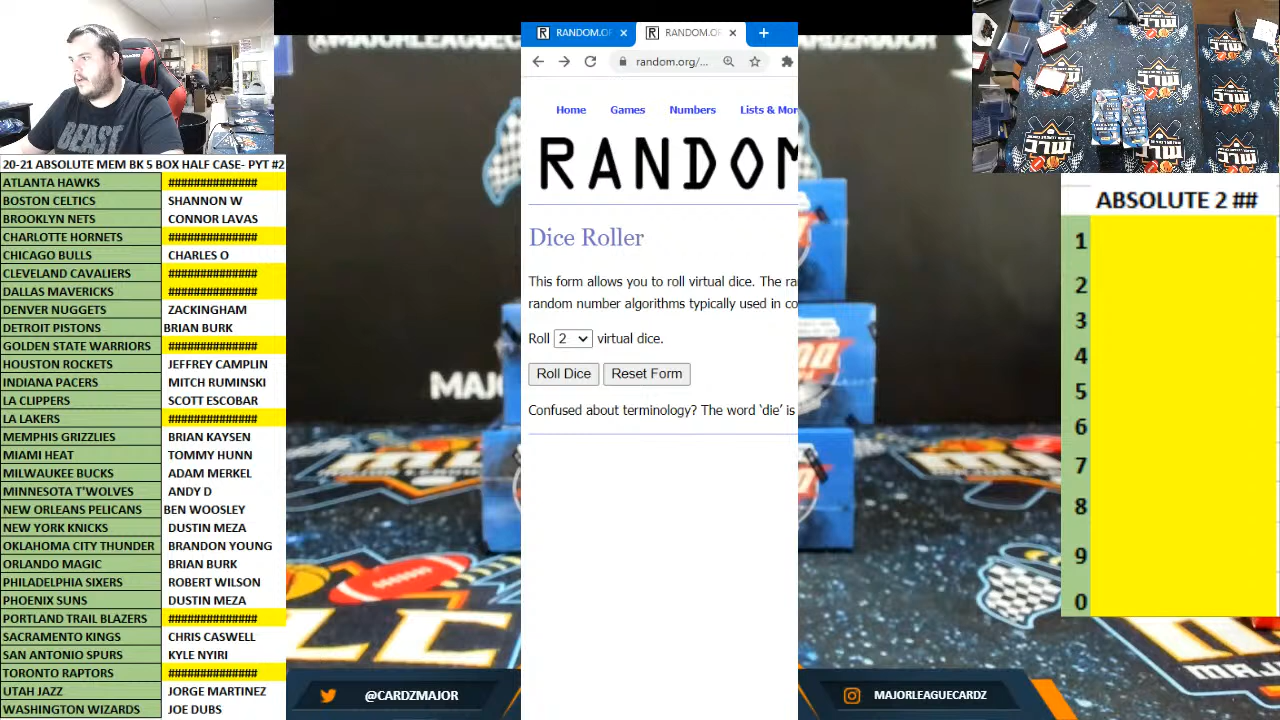 @MAJORLEAGUEC
BEAST
20-21 ABSOLUTE MEM BK 5 BOX HALF CASE- PYT #2
ATLANTA HAWKS ##############
BOSTON CELTICS SHANNON W
BROOKLYN NETS CONNOR LAVAS
CHARLOTTE HORNETS ##############
CHICAGO BULLS CHARLES O
CLEVELAND CAVALIERS ##############
DALLAS MAVERICKS ##############
DENVER NUGGETS ZACKINGHAM
DETROIT PISTONS BRIAN BURK
GOLDEN STATE WARRIORS ##############
HOUSTON ROCKETS JEFFREY CAMPLIN
INDIANA PACERS MITCH RUMINSKI
LA CLIPPERS SCOTT ESCOBAR
LA LAKERS ##############
MEMPHIS GRIZZLIES BRIAN KAYSEN
MIAMI HEAT TOMMY HUNN
MILWAUKEE BUCKS ADAM MERKEL
MINNESOTA T'WOLVES ANDY D
NEW ORLEANS PELICANS BEN WOOSLEY
NEW YORK KNICKS DUSTIN MEZA
OKLAHOMA CITY THUNDER BRANDON YOUNG
ORLANDO MAGIC BRIAN BURK
PHILADELPHIA SIXERS ROBERT WILSON
PHOENIX SUNS DUSTIN MEZA
PORTLAND TRAIL BLAZERS ##############
SACRAMENTO KINGS CHRIS CASWELL
SAN ANTONIO SPURS KYLE NYIRI
TORONTO RAPTORS ##############
UTAH JAZZ JORGE MARTINEZ
WASHINGTON WIZARDS JOE DUBS
RANDOM.OR RANDOM.OR
random.org/...
Home Games Numbers Lists & Mor
RANDOM
Dice Roller
This form allows you to roll virtual dice. The ra
random number algorithms typically used in co
Roll 2 virtual dice.
Roll Dice Reset Form
Confused about terminology? The word 'die' is
MAJ
@CARDZMAJOR
MAJORLEAGUECARDZ
ABSOLUTE 2 ##
1
2
3
4
5
6
7
8
9
0